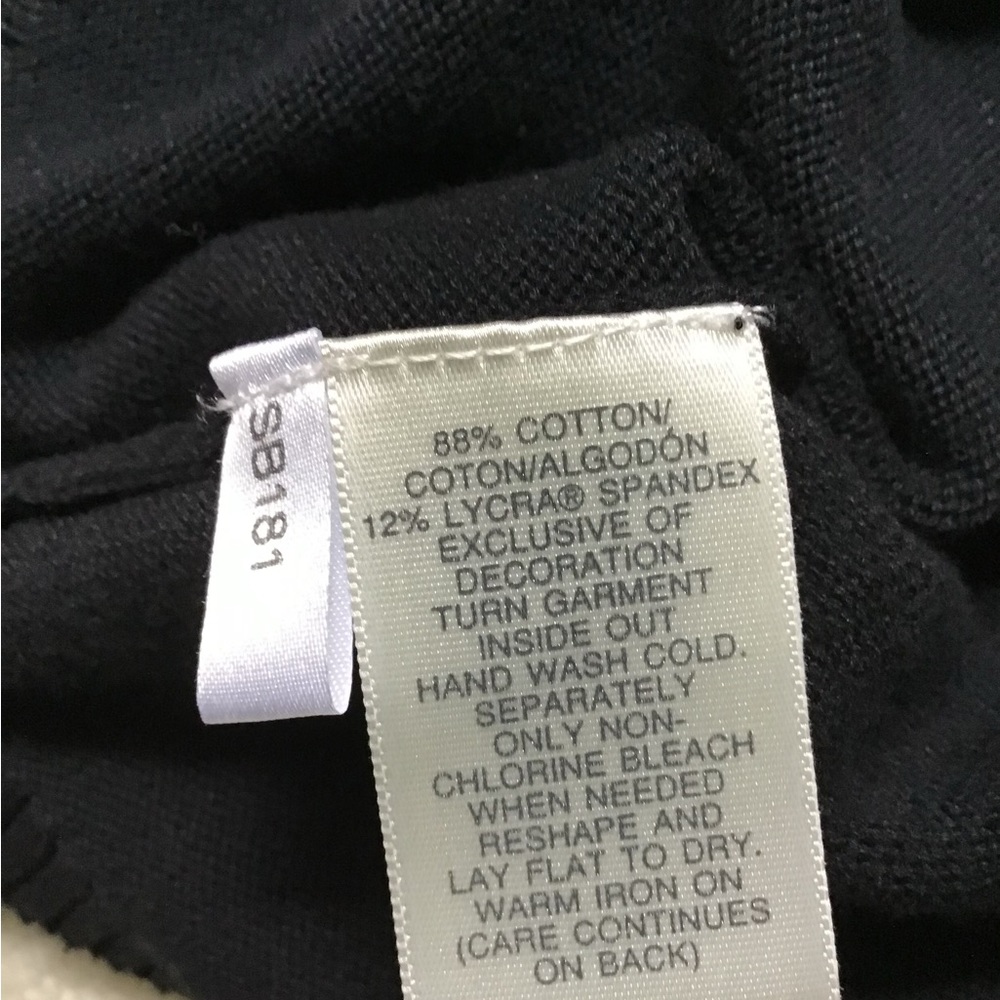 SB181
88% COTTON/
COTON/ALGODÓN
12% LYCRA® SPANDEX
EXCLUSIVE OF
DECORATION
TURN GARMENT
INSIDE OUT
HAND WASH COLD.
SEPARATELY
ONLY NON-
CHLORINE BLEACH
WHEN NEEDED
RESHAPE AND
LAY FLAT TO DRY.
WARM IRON ON
(CARE CONTINUES
ON BACK)